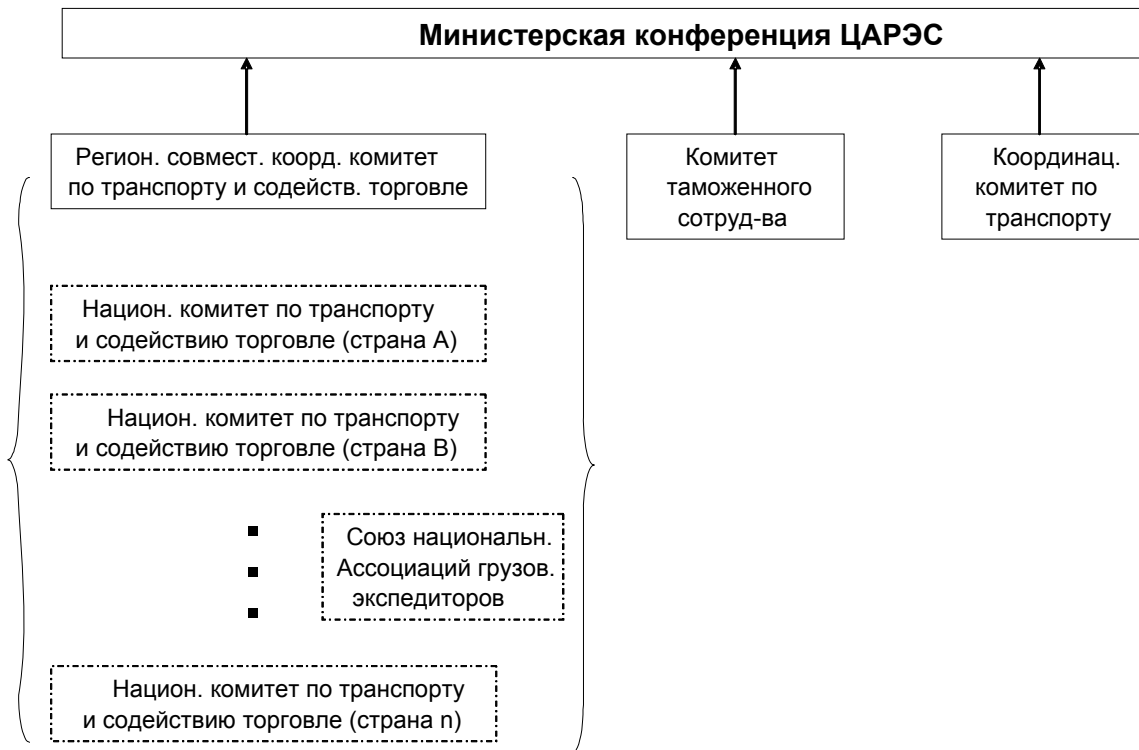 Министерская конференция ЦАРЭС
Регион. совмест. коорд. комитет
по транспорту и содейств. торговле
Комитет
таможенного
сотруд-ва
Координац.
комитет по
транспорту
Национ. комитет по транспорту
и содействию торговле (страна А)
Национ. комитет по транспорту
и содействию торговле (страна В)
Союз национальн.
Ассоциаций грузов.
экспедиторов
Национ. комитет по транспорту
и содействию торговле (страна n)